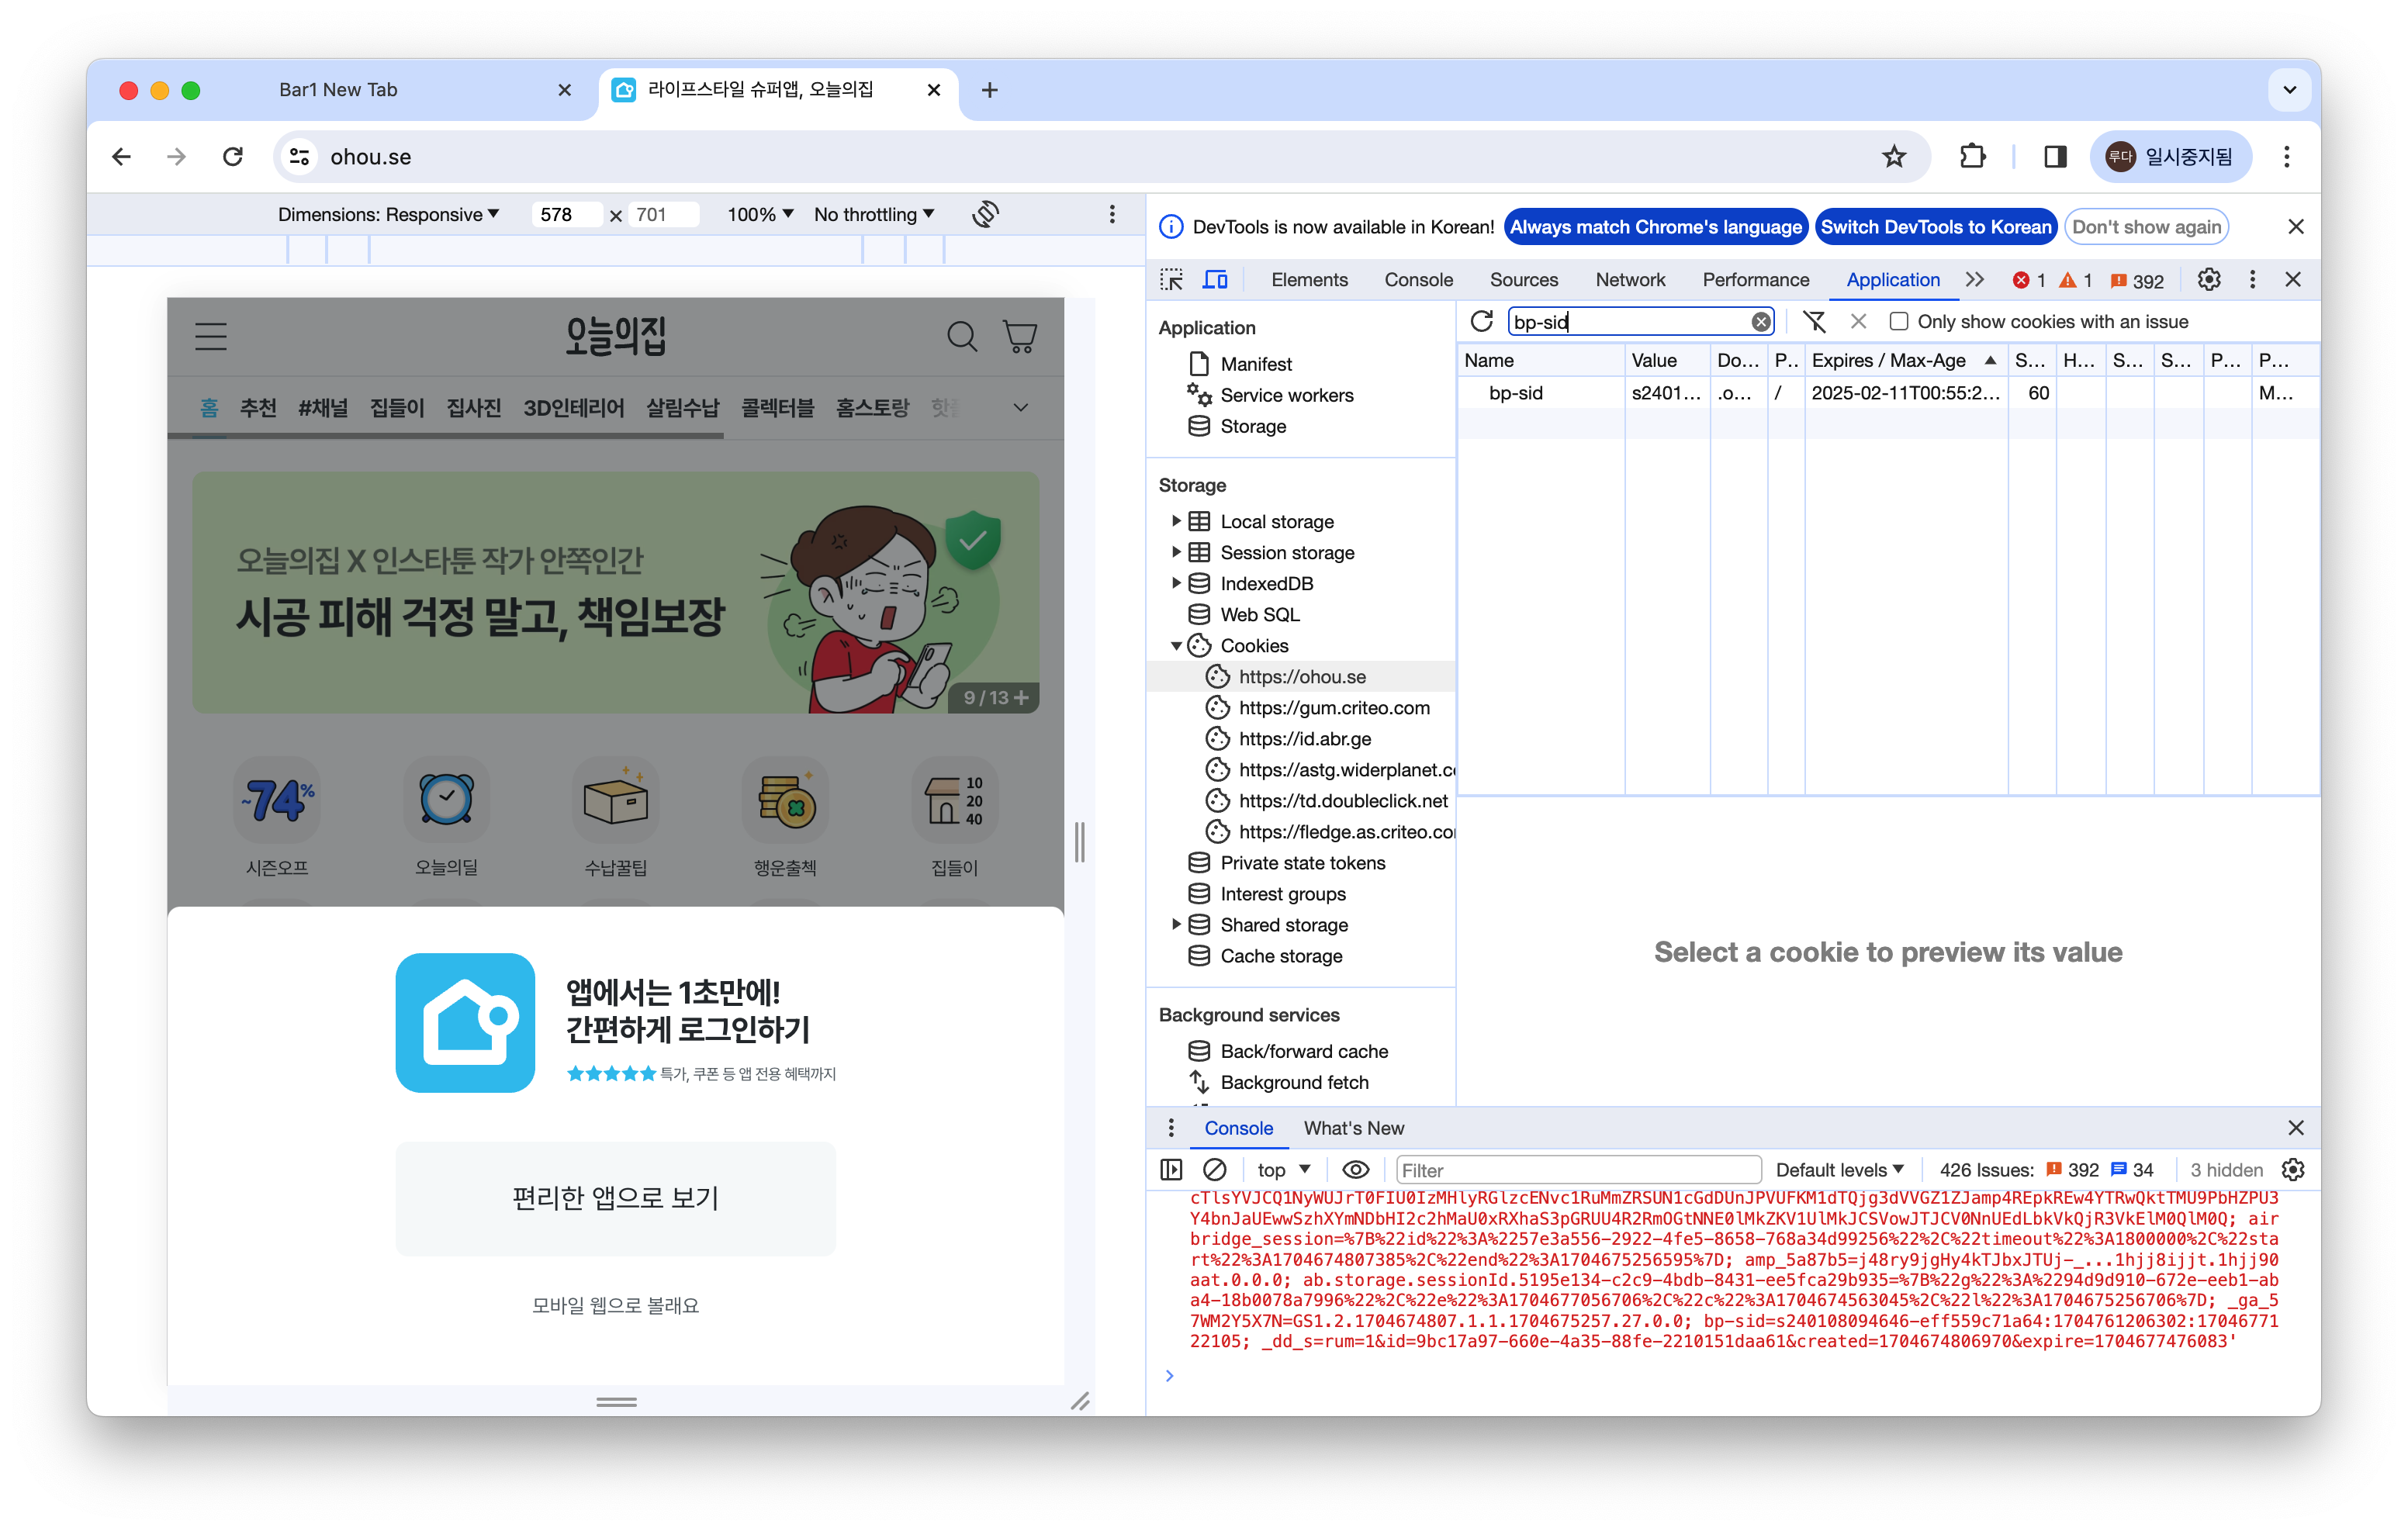 Bar1 New Tab
라이프스타일 슈퍼앱, 오늘의집
ohou.se
루다 일시중지됨
Dimensions: Responsive 578 × 701 100% No throttling
오늘의집
홈 추천 #채널 집들이 집사진 3D인테리어 살림수납 콜렉터블 홈스토랑
오늘의집 X 인스타툰 작가 안쪽인간
시공 피해 걱정 말고, 책임보장
9 / 13 +
~74%
10
20
40
시즌오프 오늘의딜 수납꿀팁 행운출첵 집들이
앱에서는 1초만에!
간편하게 로그인하기
★★★★★ 특가, 쿠폰 등 앱 전용 혜택까지
편리한 앱으로 보기
모바일 웹으로 볼래요
DevTools is now available in Korean! Always match Chrome's language Switch DevTools to Korean Don't show again
Elements Console Sources Network Performance Application 1 1 392
Application
Manifest
Service workers
Storage
Storage
Local storage
Session storage
IndexedDB
Web SQL
Cookies
https://ohou.se
https://gum.criteo.com
https://id.abr.ge
https://astg.widerplanet.c
https://td.doubleclick.net
https://fledge.as.criteo.co
Private state tokens
Interest groups
Shared storage
Cache storage
Background services
Back/forward cache
Background fetch
bp-sid Only show cookies with an issue
Name Value Do... P.. Expires / Max-Age S... H... S... S... P... P...
bp-sid s2401... .o... / 2025-02-11T00:55:2... 60 M...
Select a cookie to preview its value
Console What's New
top Filter Default levels 426 Issues: 392 34 3 hidden
cTlsYVJCQ1NyWUJrT0FIU0IzMHlyRGlzcENvc1RuMmZRSUN1cGdDUnJPVUFKM1dTQjg3dVVGZ1ZJamp4REpkREw4YTRwQktTMU9PbHZPU3
Y4bnJaUEwwSzhXYmNDbHI2c2hMaU0xRXhaS3pGRUU4R2RmOGtNNE0lMkZKV1UlMkJCSVowJTJCV0NnUEdLbkVkQjR3VkElM0QlM0Q; air
bridge_session=%7B%22id%22%3A%2257e3a556-2922-4fe5-8658-768a34d99256%22%2C%22timeout%22%3A1800000%2C%22sta
rt%22%3A1704674807385%2C%22end%22%3A1704675256595%7D; amp_5a87b5=j48ry9jgHy4kTJbxJTUj-_...1hjj8ijjt.1hjj90
aat.0.0.0; ab.storage.sessionId.5195e134-c2c9-4bdb-8431-ee5fca29b935=%7B%22g%22%3A%2294d9d910-672e-eeb1-ab
a4-18b0078a7996%22%2C%22e%22%3A1704677056706%2C%22c%22%3A1704674563045%2C%22l%22%3A1704675256706%7D; _ga_5
7WM2Y5X7N=GS1.2.1704674807.1.1.1704675257.27.0.0; bp-sid=s240108094646-eff559c71a64:1704761206302:17046771
22105; _dd_s=rum=1&id=9bc17a97-660e-4a35-88fe-2210151daa61&created=1704674806970&expire=1704677476083'